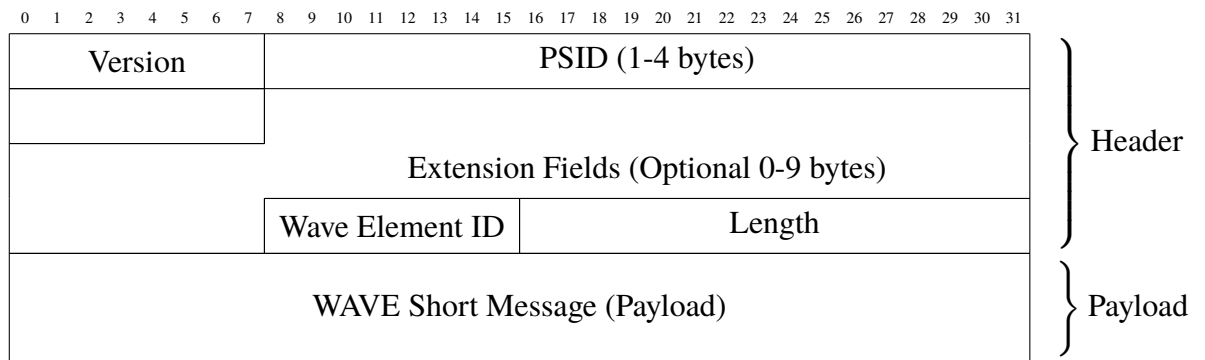 0 1 2 3 4 5 6 7 8 9 10 11 12 13 14 15 16 17 18 19 20 21 22 23 24 25 26 27 28 29 30 31
Version PSID (1-4 bytes)
Header
Extension Fields (Optional 0-9 bytes)
Wave Element ID Length
WAVE Short Message (Payload) Payload